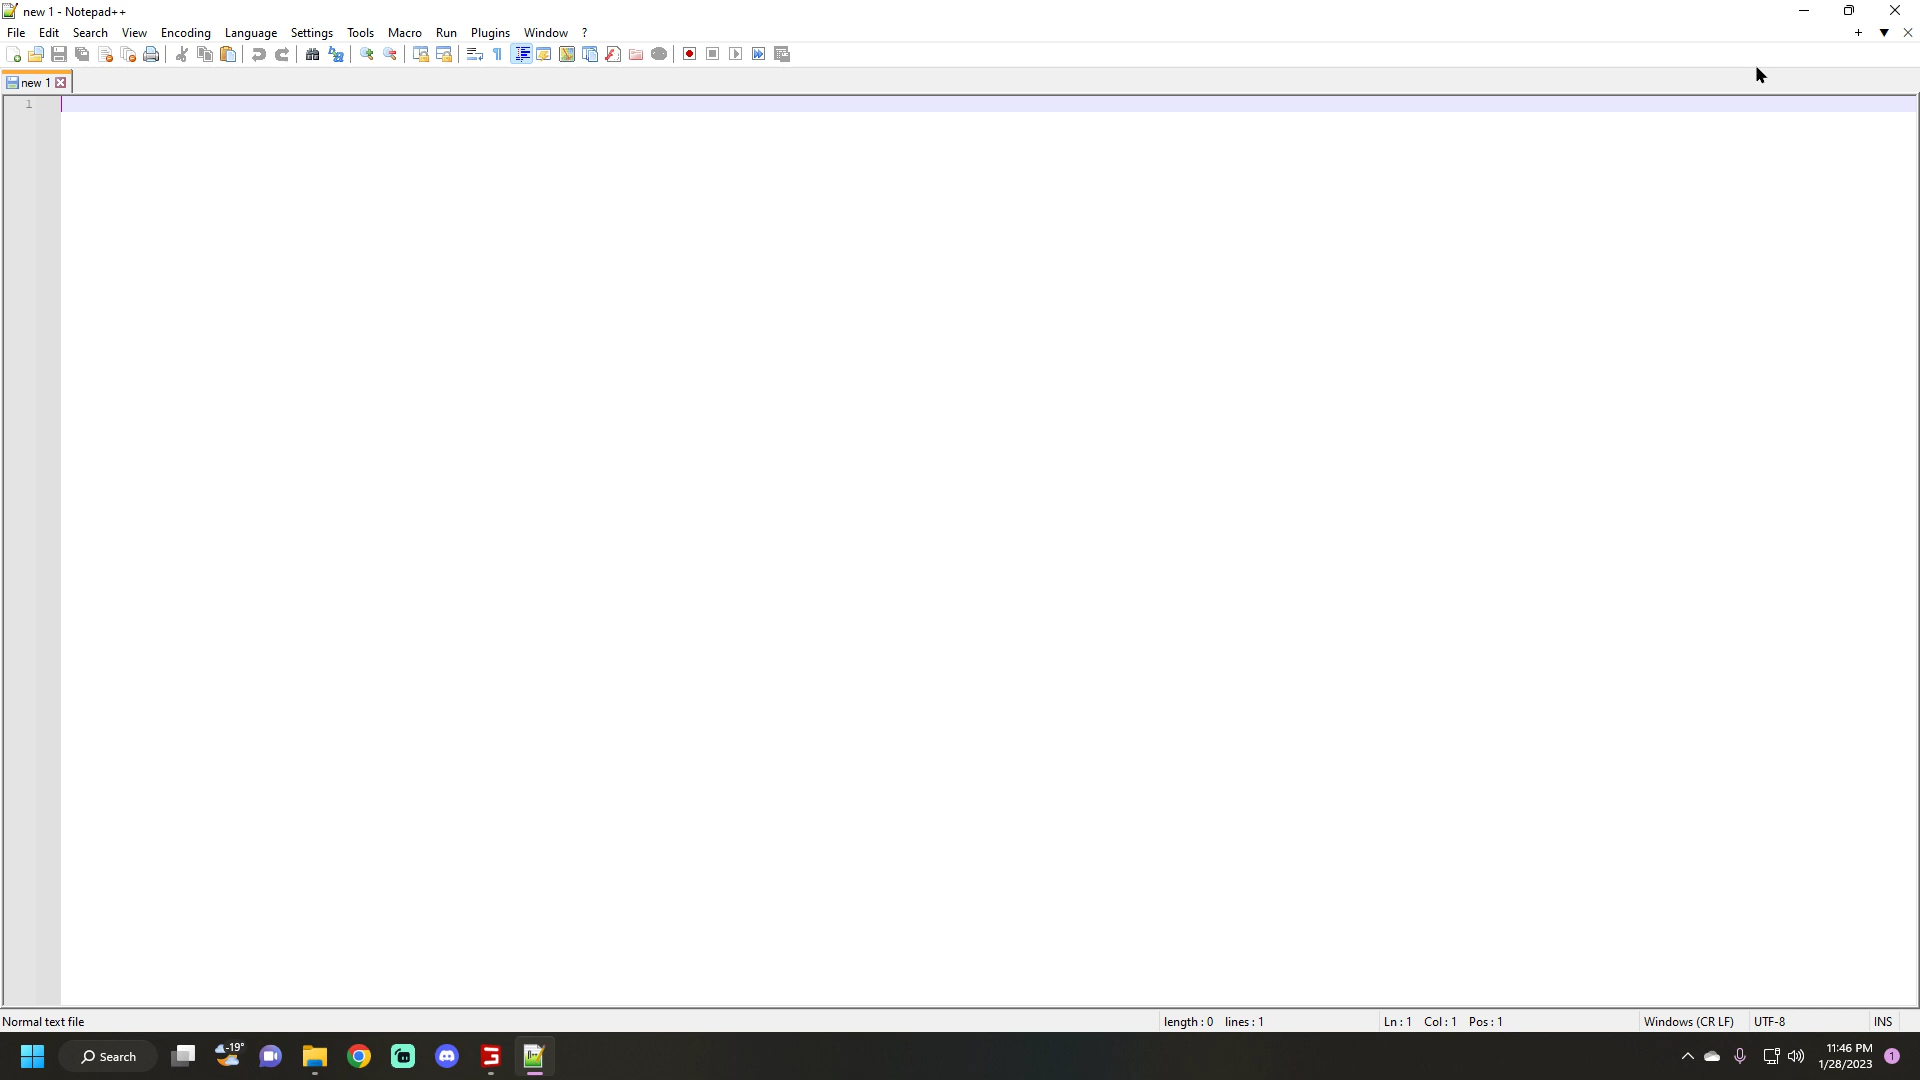 new 1 - Notepad++
File Edit Search View Encoding Language Settings Tools Macro Run Plugins Window ?
new 1
1
Normal text file length : 0 lines : 1 Ln : 1 Col : 1 Pos : 1 Windows (CR LF) UTF-8 INS
Search -19° 11:46 PM 1
1/28/2023